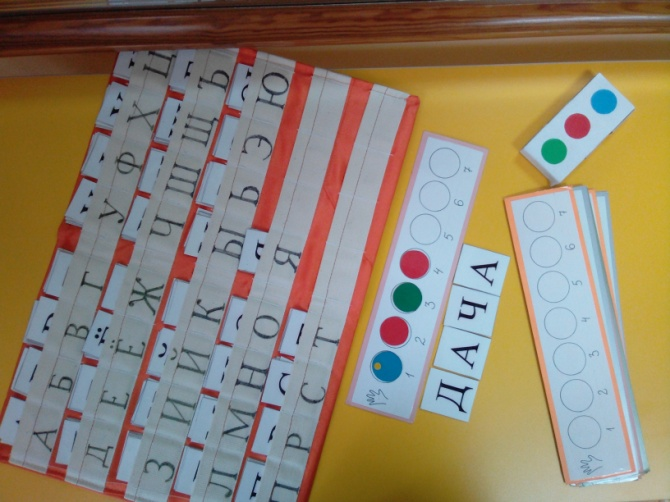 А Б В Г У Ф Х Ц
Д Е Ё Ж Ч Ш Щ Ъ
З И Й К Ы Ь Э Ю
Л М Н О Я
П Р С Т
1 2 3 4 5 6 7
ДАЧА
1 2 3 4 5 6 7